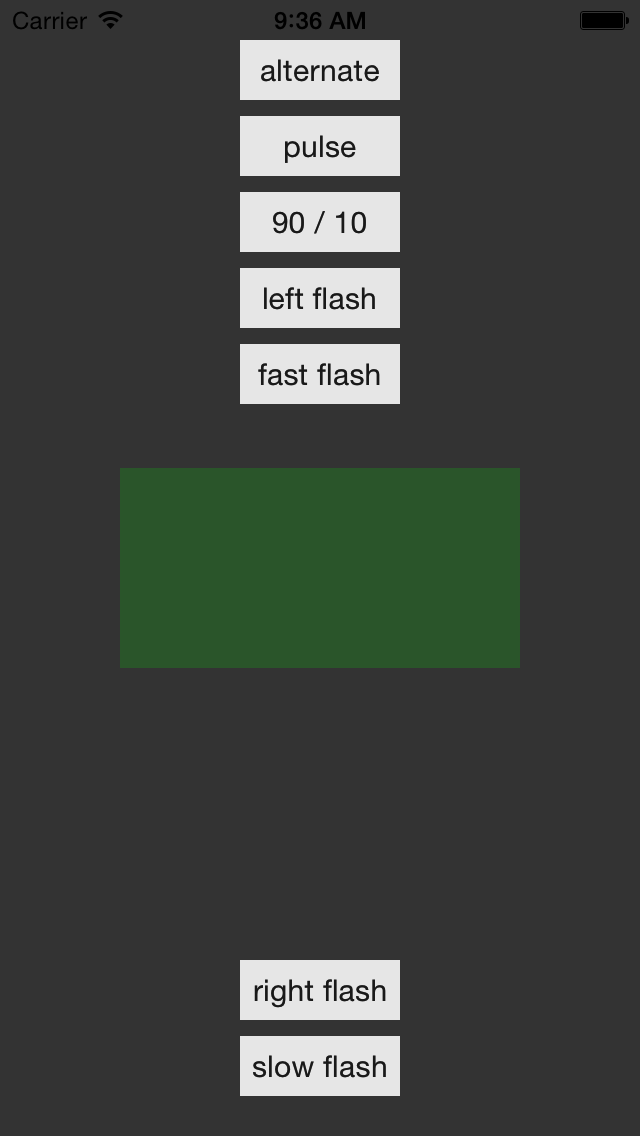 Carrier 9:36 AM
alternate
pulse
90 / 10
left flash
fast flash
right flash
slow flash